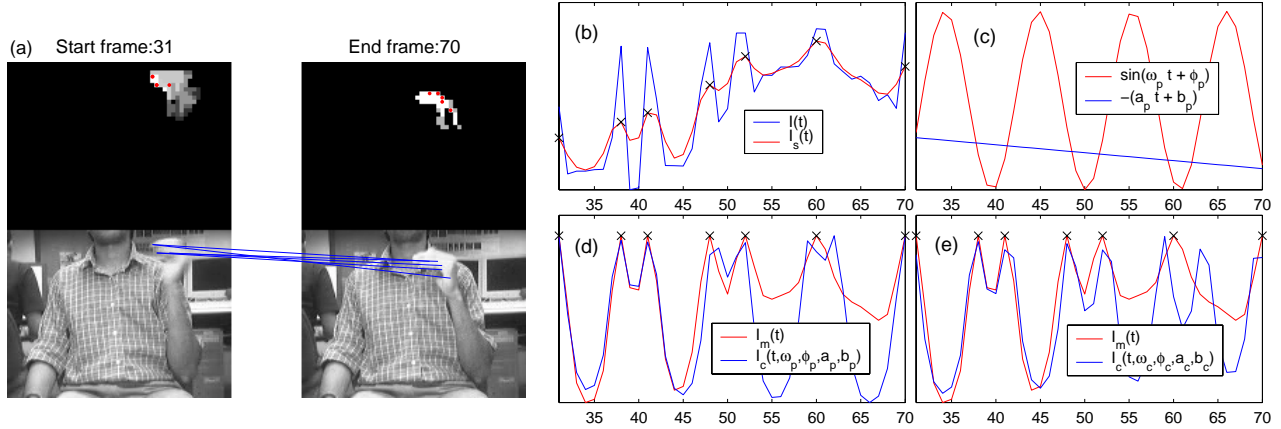 (a)
Start frame:31
End frame:70
(b)
I(t)
I_s(t)
35 40 45 50 55 60 65 70
(c)
sin(ω_p t + ϕ_p)
-(a_p t + b_p)
35 40 45 50 55 60 65 70
(d)
I_m(t)
I_c(t,ω_p,ϕ_p,a_p,b_p)
35 40 45 50 55 60 65 70
(e)
I_m(t)
I_c(t,ω_c,ϕ_c,a_c,b_c)
35 40 45 50 55 60 65 70